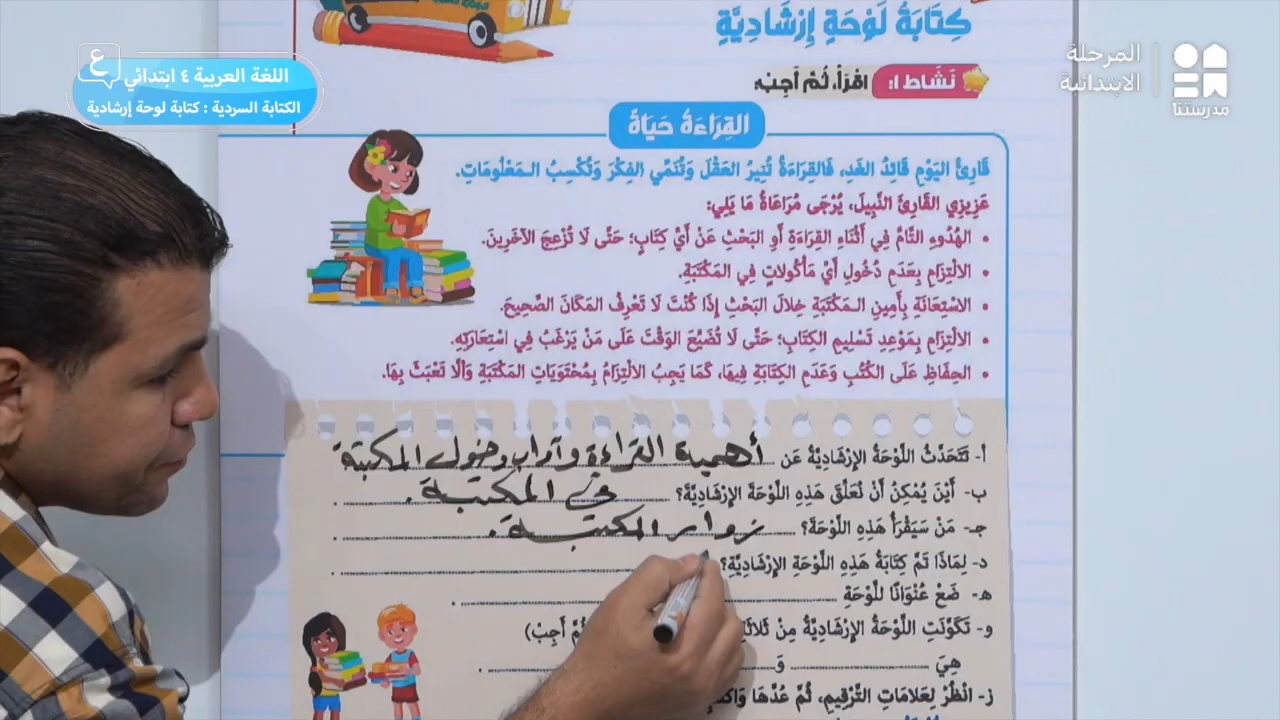 كِتَابَةُ لَوْحَةٍ إِرْشَادِيَّةٍ
المرحلة
الابتدائية
مدرستنا
ع
اللغة العربية ٤ ابتدائي
الكتابة السردية : كتابة لوحة إرشادية
نَشَاط ١: اقْرَأْ، ثُمَّ أَجِبْ:
القِرَاءَةُ حَيَاةٌ
قَارِئُ اليَوْمِ قَائِدُ الغَدِ، فَالقِرَاءَةُ تُنِيرُ العَقْلَ وَتُنَمِّي الفِكْرَ وَتُكْسِبُ الـمَعْلُومَاتِ.
عَزِيزِي القَارِئَ النَّبِيلَ، يُرْجَى مُرَاعَاةُ مَا يَلِي:
• الهُدُوءِ التَّامِّ فِي أَثْنَاءِ القِرَاءَةِ أَوِ البَحْثِ عَنْ أَيِّ كِتَابٍ؛ حَتَّى لَا تُزْعِجَ الآخَرِينَ.
• الالْتِزَامِ بِعَدَمِ دُخُولِ أَيِّ مَأْكُولَاتٍ فِي المَكْتَبَةِ.
• الاسْتِعَانَةِ بِأَمِينِ الـمَكْتَبَةِ خِلَالَ البَحْثِ إِذَا كُنْتَ لَا تَعْرِفُ المَكَانَ الصَّحِيحَ.
• الالْتِزَامِ بِمَوْعِدِ تَسْلِيمِ الكِتَابِ؛ حَتَّى لَا تُضَيِّعَ الوَقْتَ عَلَى مَنْ يَرْغَبُ فِي اسْتِعَارَتِهِ.
• الحِفَاظِ عَلَى الكُتُبِ وَعَدَمِ الكِتَابَةِ فِيهَا، كَمَا يَجِبُ الالْتِزَامُ بِمُحْتَوَيَاتِ المَكْتَبَةِ وَأَلَّا تَعْبَثَ بِهَا.
أ- تَتَحَدَّثُ اللَّوْحَةُ الإِرْشَادِيَّةُ عَن أهمية القراءة وآداب دخول المكتبة
ب- أَيْنَ يُمْكِنُ أَنْ نُعَلِّقَ هَذِهِ اللَّوْحَةَ الإِرْشَادِيَّةَ؟ في المكتبة.
جـ- مَنْ سَيَقْرَأُ هَذِهِ اللَّوْحَةَ؟ زوار المكتبة.
د- لِمَاذَا تَمَّ كِتَابَةُ هَذِهِ اللَّوْحَةِ الإِرْشَادِيَّةِ؟
هـ- ضَعْ عُنْوَانًا للَّوْحَةِ
و- تَكَوَّنَتِ اللَّوْحَةُ الإِرْشَادِيَّةُ مِنْ ثُمَّ أَجِبْ)
هِيَ وَ
ز- انْظُرْ لِعَلَامَاتِ التَّرْقِيمِ، ثُمَّ عُدَّهَا